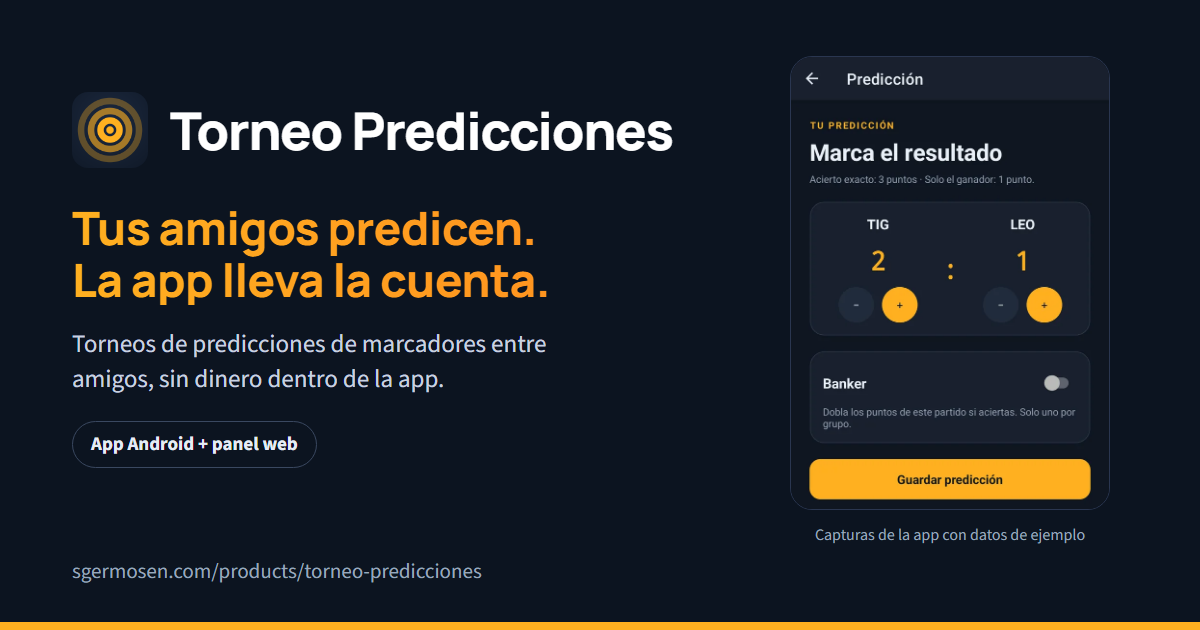 Torneo Predicciones
Tus amigos predicen.
La app lleva la cuenta.
Torneos de predicciones de marcadores entre
amigos, sin dinero dentro de la app.
App Android + panel web
sgermosen.com/products/torneo-predicciones
← Predicción
TU PREDICCIÓN
Marca el resultado
Acierto exacto: 3 puntos · Solo el ganador: 1 punto.
TIG LEO
2 : 1
- + - +
Banker
Dobla los puntos de este partido si aciertas. Solo uno por
grupo.
Guardar predicción
Capturas de la app con datos de ejemplo